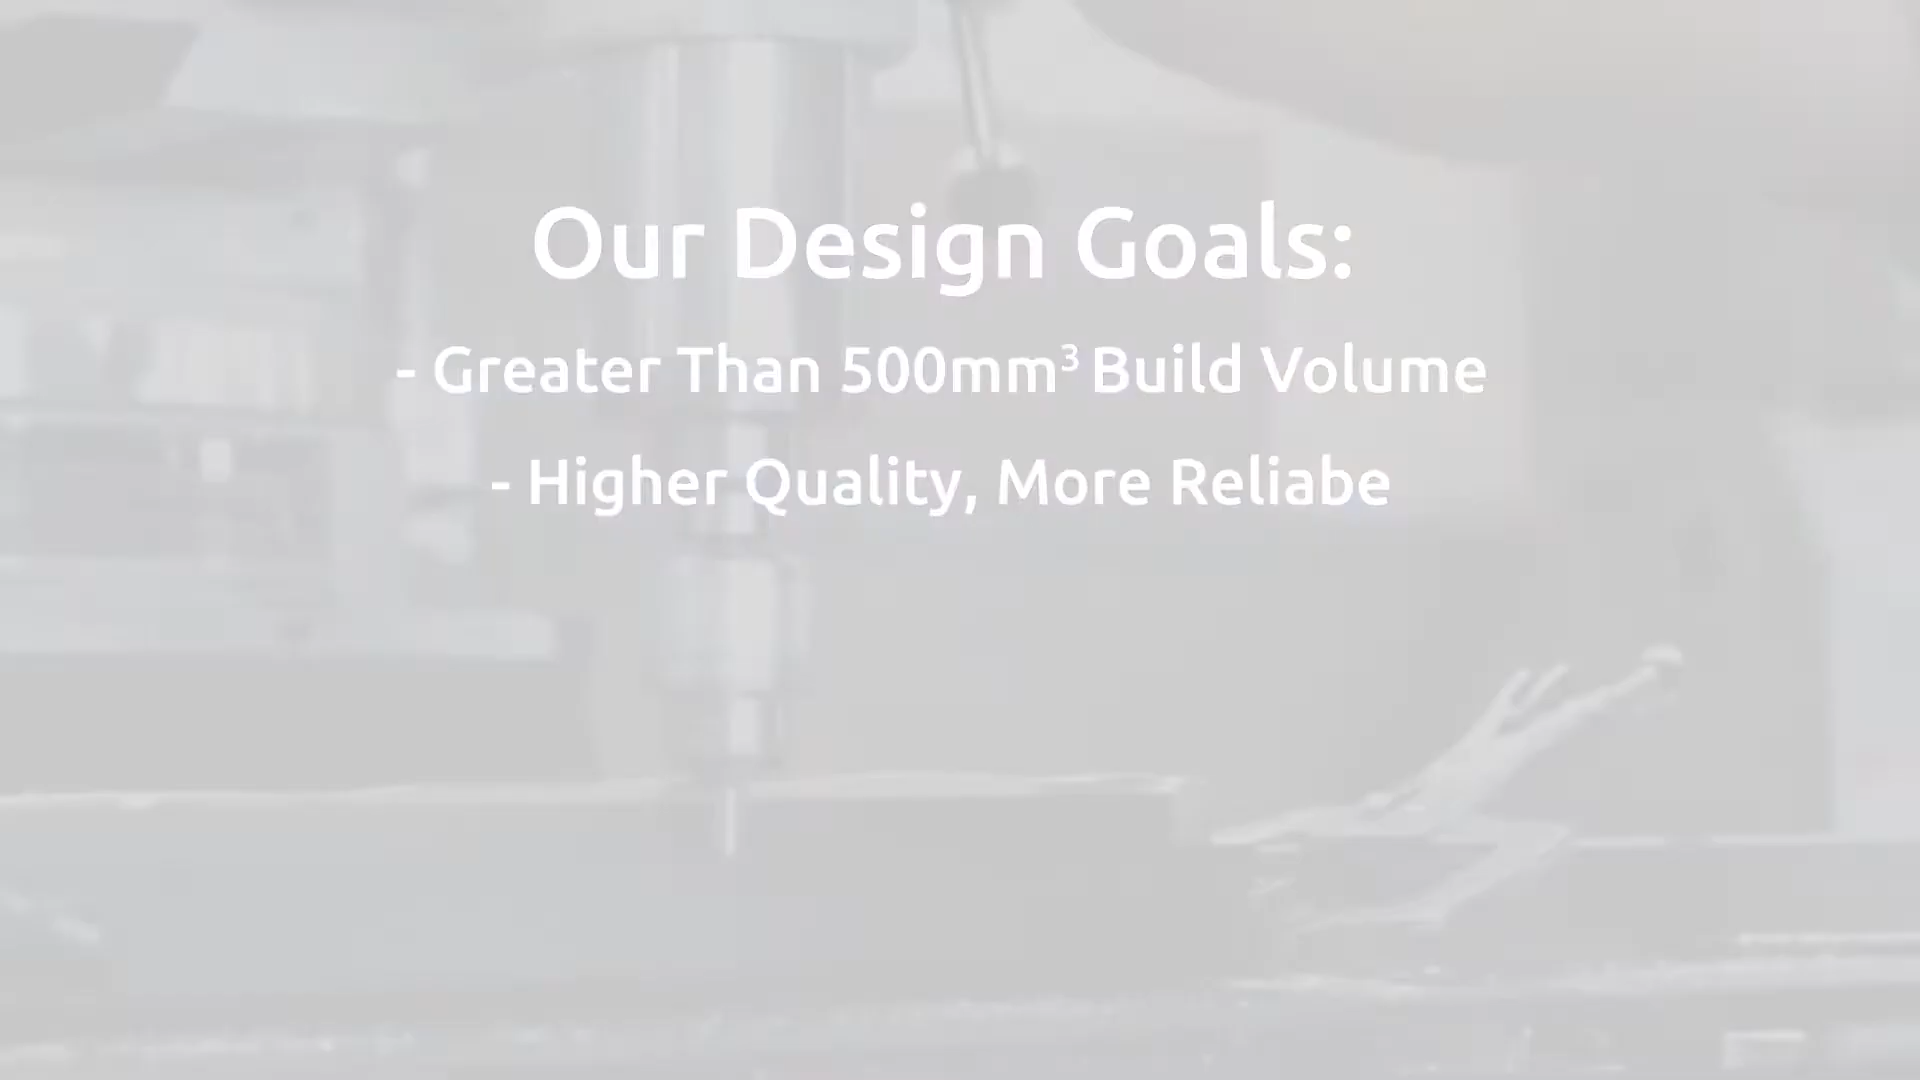 Our Design Goals:
- Greater Than 500mm³ Build Volume
- Higher Quality, More Reliabe